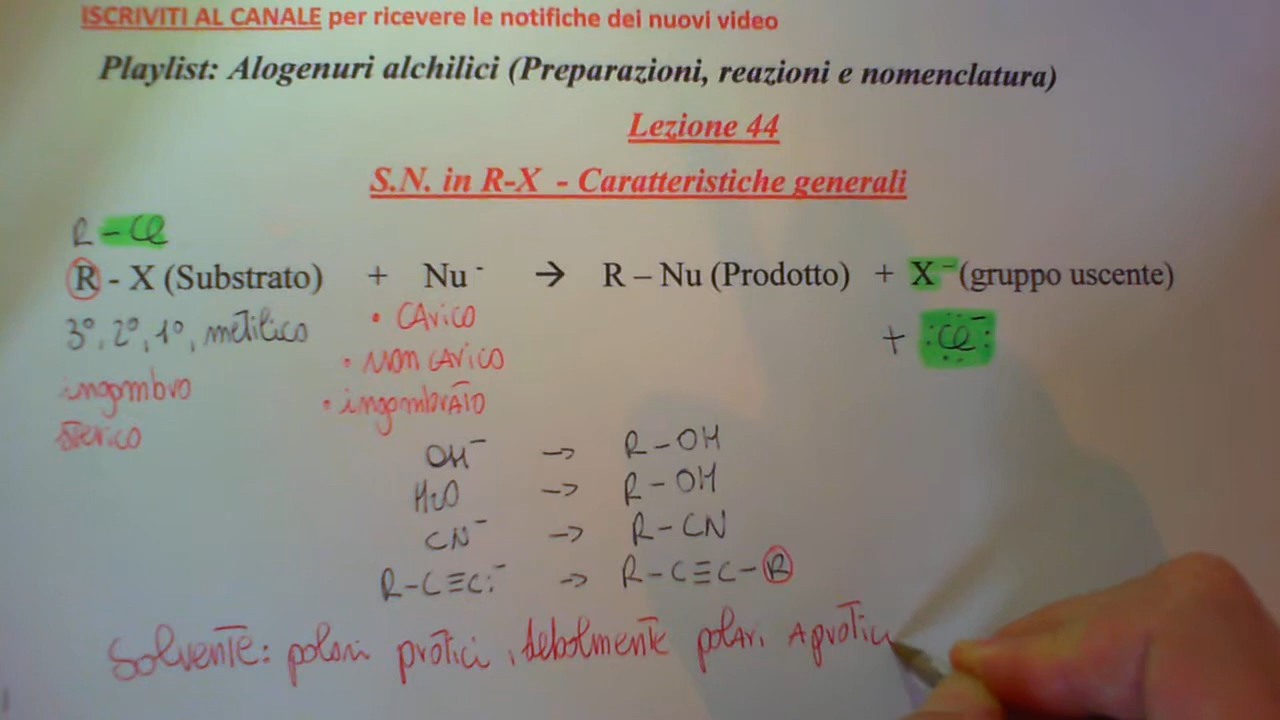 ISCRIVITI AL CANALE per ricevere le notifiche dei nuovi video
Playlist: Alogenuri alchilici (Preparazioni, reazioni e nomenclatura)
Lezione 44
S.N. in R-X - Caratteristiche generali
R - Cl
R - X (Substrato) + Nu⁻ → R – Nu (Prodotto) + X⁻ (gruppo uscente)
3°, 2°, 1°, metilico
• CArico
+ :Cl:⁻
• NON CArico
ingombro
• ingombrATo
sterico
OH⁻ → R-OH
H2O → R-OH
CN⁻ → R-CN
R-C≡C:⁻ → R-C≡C-R
Solvente: polari protici, debolmente polari Aprotici